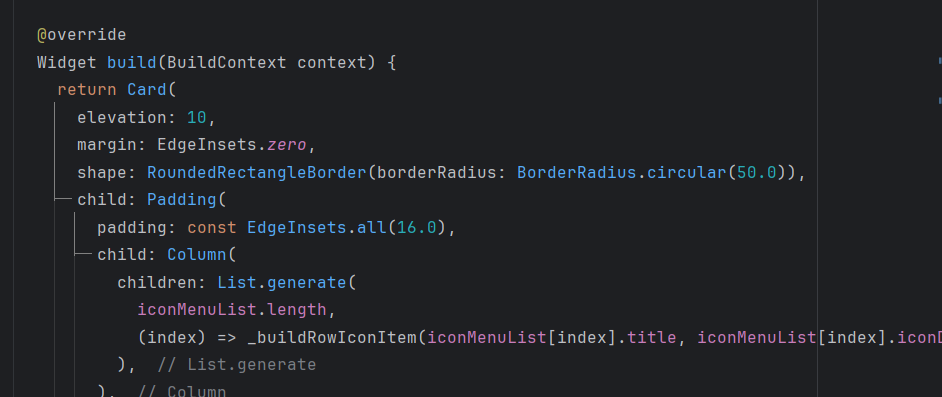 @override
Widget build(BuildContext context) {
return Card(
elevation: 10,
margin: EdgeInsets.zero,
shape: RoundedRectangleBorder(borderRadius: BorderRadius.circular(50.0)),
child: Padding(
padding: const EdgeInsets.all(16.0),
child: Column(
children: List.generate(
iconMenuList.length,
(index) => _buildRowIconItem(iconMenuList[index].title, iconMenuList[index].icon
), // List.generate
), // Column